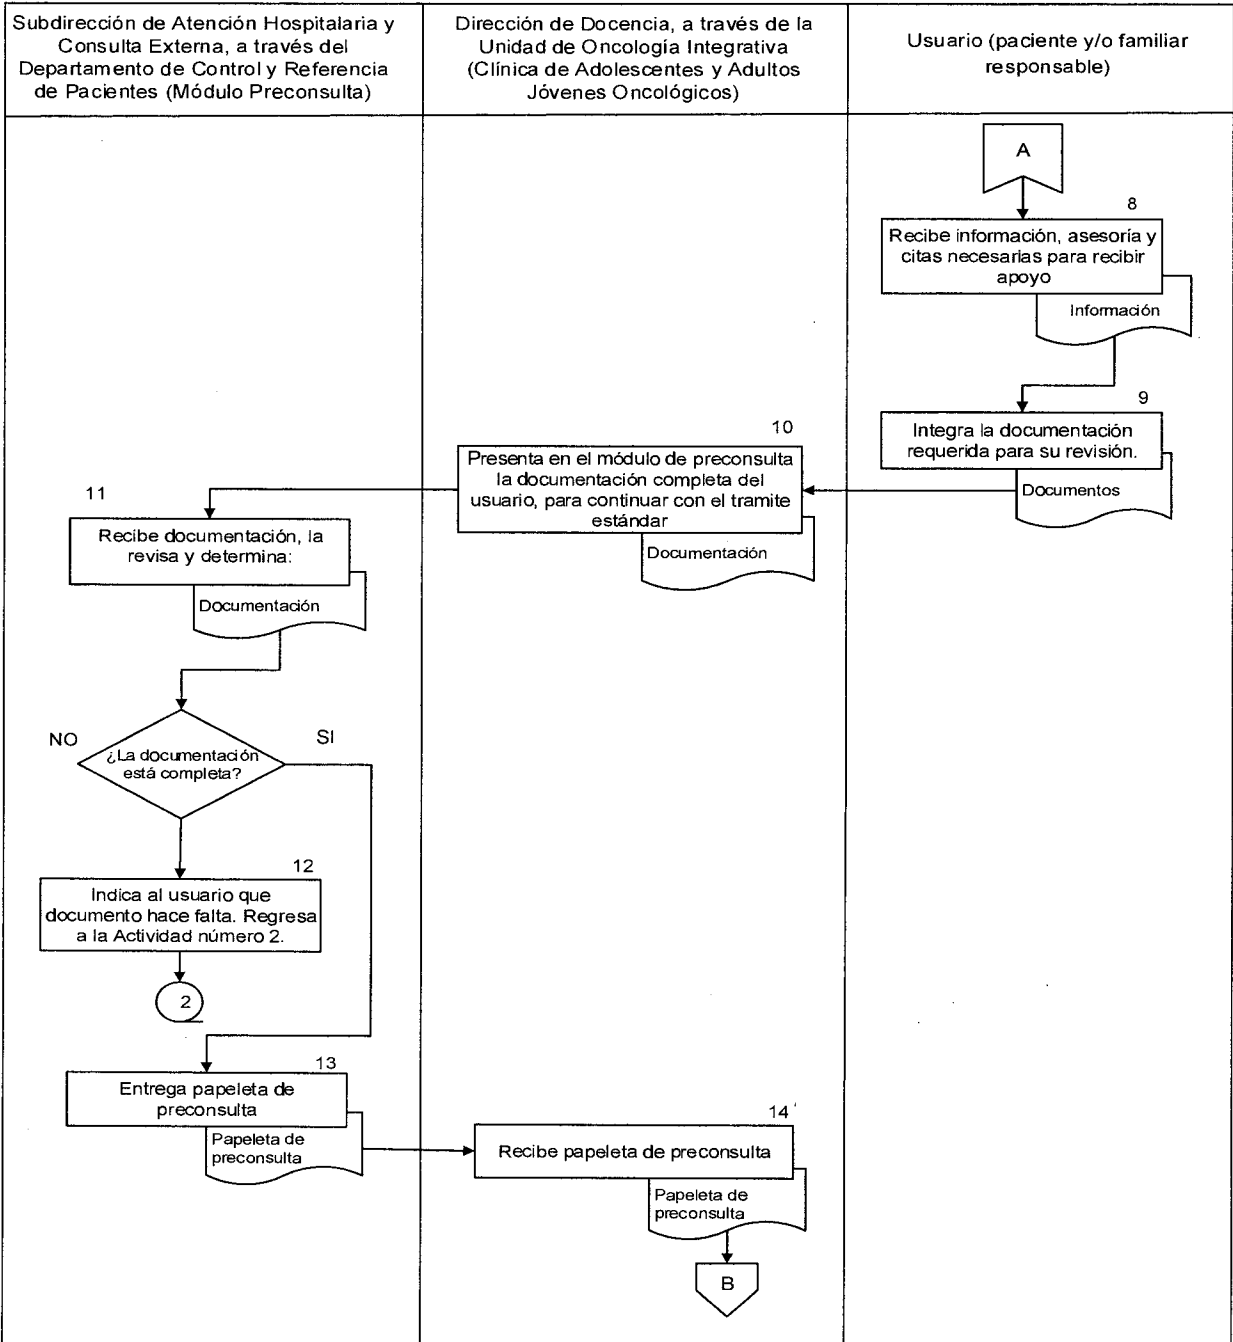 Subdirección de Atención Hospitalaria y
Consulta Externa, a través del
Departamento de Control y Referencia
de Pacientes (Módulo Preconsulta)
Dirección de Docencia, a través de la
Unidad de Oncología Integrativa
(Clínica de Adolescentes y Adultos
Jóvenes Oncológicos)
Usuario (paciente y/o familiar
responsable)
A
8
Recibe información, asesoría y
citas necesarias para recibir
apoyo
Información
9
Integra la documentación
requerida para su revisión.
Documentos
10
Presenta en el módulo de preconsulta
la documentación completa del
usuario, para continuar con el tramite
estándar
Documentación
11
Recibe documentación, la
revisa y determina:
Documentación
NO
SI
¿La documentación
está completa?
12
Indica al usuario que
documento hace falta. Regresa
a la Actividad número 2.
2
13
Entrega papeleta de
preconsulta
Papeleta de
preconsulta
14
Recibe papeleta de preconsulta
Papeleta de
preconsulta
B